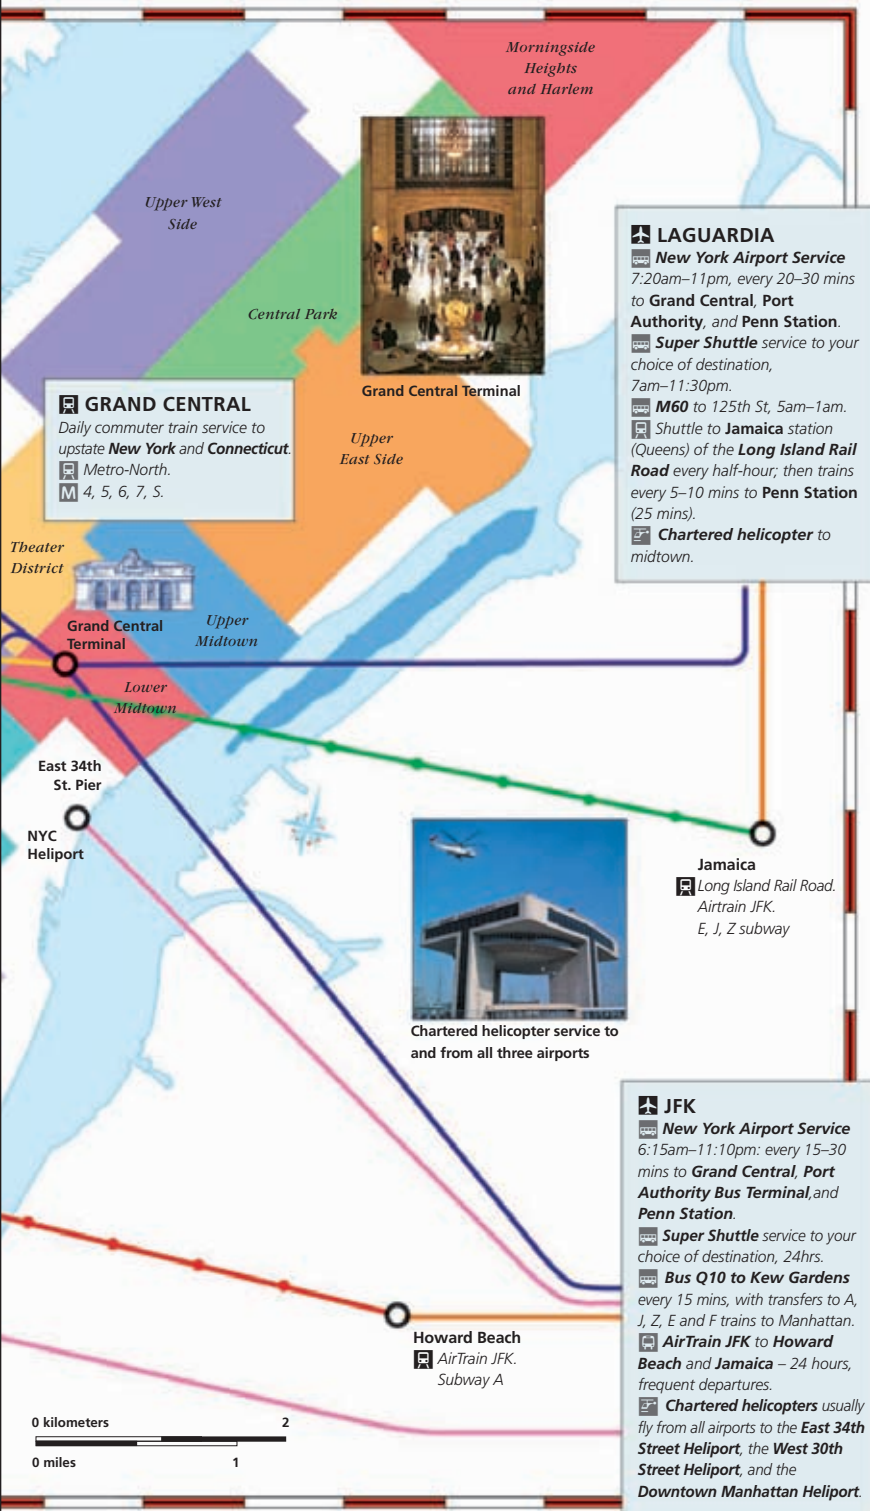 Morningside
Heights
and Harlem
Upper West
Side
Central Park
Grand Central Terminal
LAGUARDIA
New York Airport Service
7:20am–11pm, every 20–30 mins
to Grand Central, Port
Authority, and Penn Station.
Super Shuttle service to your
choice of destination,
7am–11:30pm.
M60 to 125th St, 5am–1am.
Shuttle to Jamaica station
(Queens) of the Long Island Rail
Road every half-hour; then trains
every 5–10 mins to Penn Station
(25 mins).
Chartered helicopter to
midtown.
GRAND CENTRAL
Daily commuter train service to
upstate New York and Connecticut.
Metro-North.
M 4, 5, 6, 7, S.
Upper
East Side
Theater
District
Grand Central
Terminal
Upper
Midtown
Lower
Midtown
East 34th
St. Pier
NYC
Heliport
Jamaica
Long Island Rail Road.
Airtrain JFK.
E, J, Z subway
Chartered helicopter service to
and from all three airports
JFK
New York Airport Service
6:15am–11:10pm: every 15–30
mins to Grand Central, Port
Authority Bus Terminal,and
Penn Station.
Super Shuttle service to your
choice of destination, 24hrs.
Bus Q10 to Kew Gardens
every 15 mins, with transfers to A,
J, Z, E and F trains to Manhattan.
AirTrain JFK to Howard
Beach and Jamaica – 24 hours,
frequent departures.
Chartered helicopters usually
fly from all airports to the East 34th
Street Heliport, the West 30th
Street Heliport, and the
Downtown Manhattan Heliport.
Howard Beach
AirTrain JFK.
Subway A
0 kilometers 2
0 miles 1